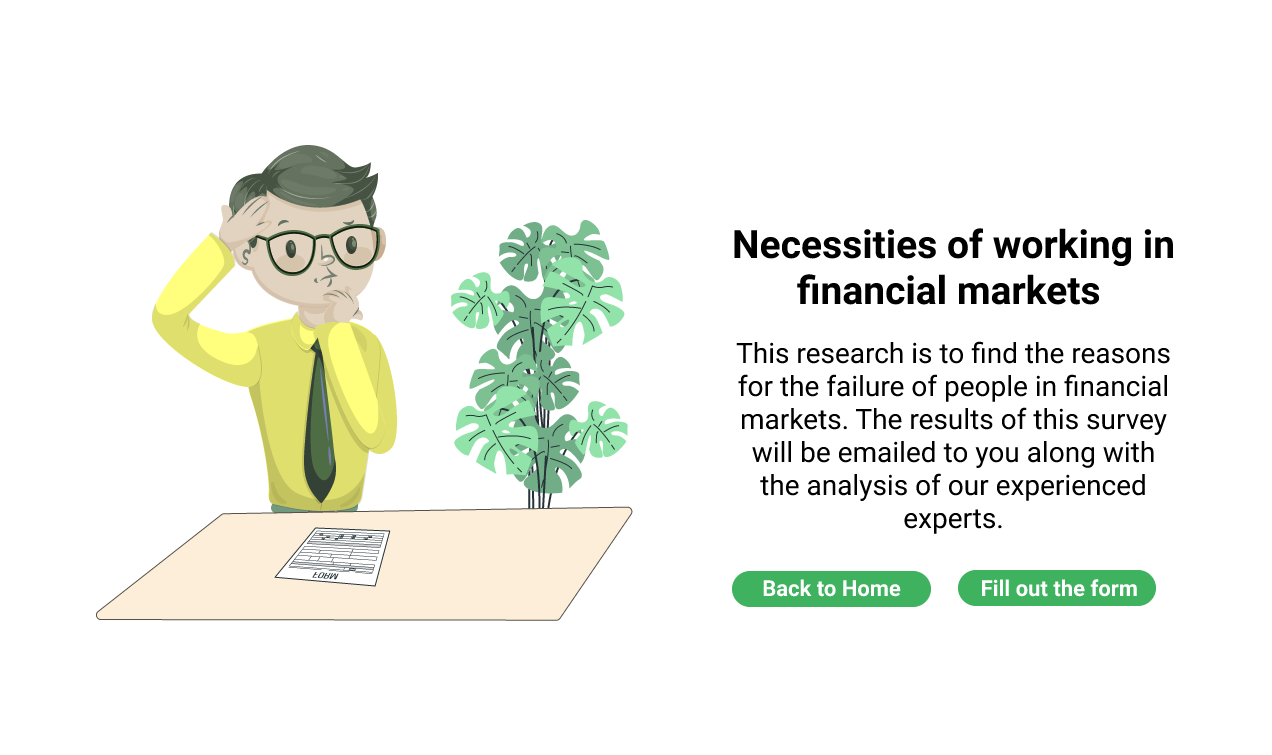 Necessities of working in
financial markets
This research is to find the reasons
for the failure of people in financial
markets. The results of this survey
will be emailed to you along with
the analysis of our experienced
experts.
Back to Home
Fill out the form
FORM